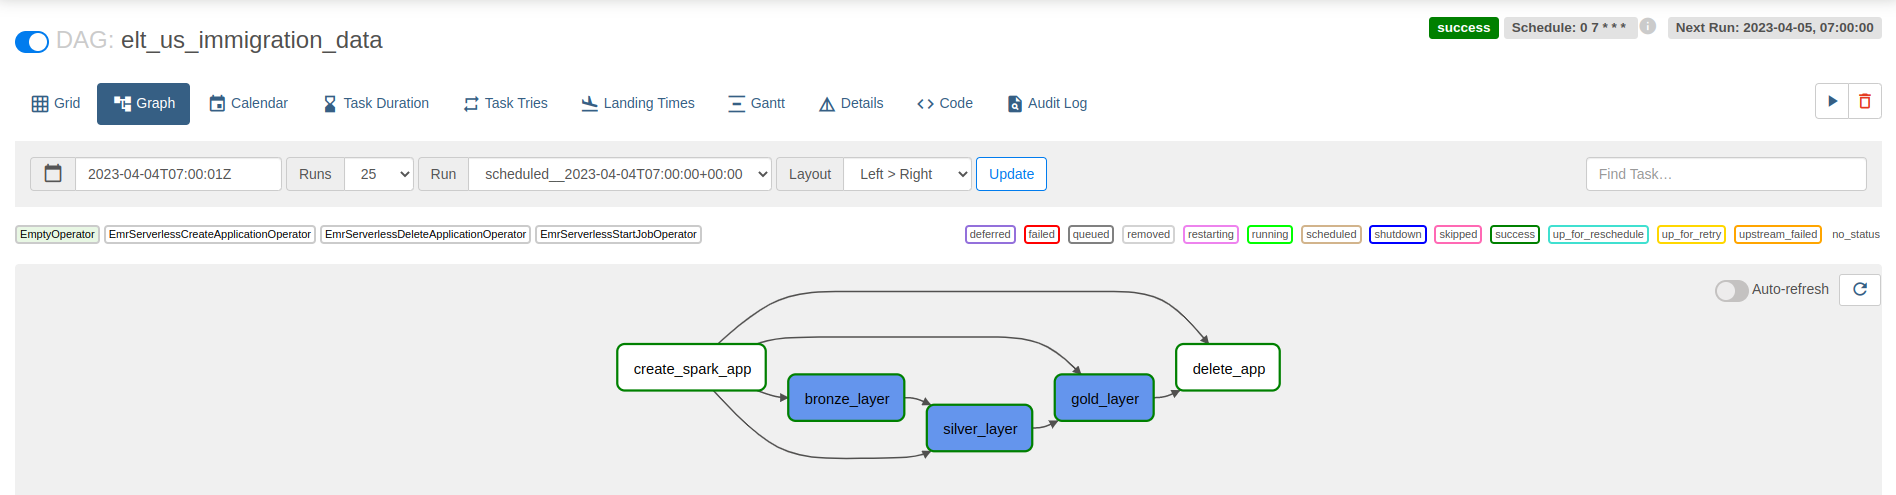 DAG: elt_us_immigration_data
success Schedule: 0 7 * * * Next Run: 2023-04-05, 07:00:00
Grid Graph Calendar Task Duration Task Tries Landing Times Gantt Details Code Audit Log
2023-04-04T07:00:01Z Runs 25 Run scheduled__2023-04-04T07:00:00+00:00 Layout Left > Right Update Find Task...
EmptyOperator EmrServerlessCreateApplicationOperator EmrServerlessDeleteApplicationOperator EmrServerlessStartJobOperator deferred failed queued removed restarting running scheduled shutdown skipped success up_for_reschedule up_for_retry upstream_failed no_status
Auto-refresh
create_spark_app
bronze_layer
silver_layer
gold_layer
delete_app